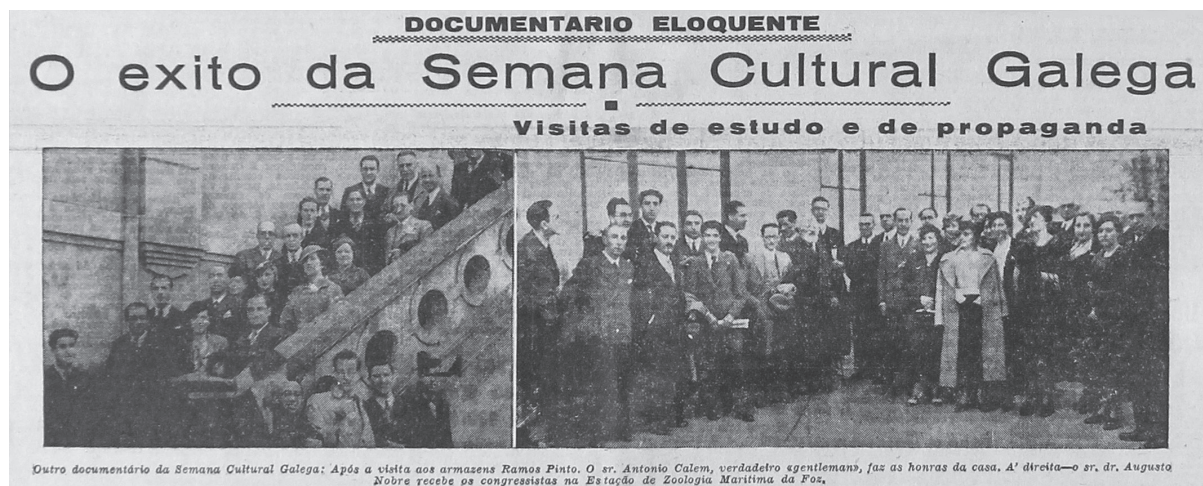 DOCUMENTARIO ELOQUENTE
O exito da Semana Cultural Galega
Visitas de estudo e de propaganda
Outro documentário da Semana Cultural Galega: Após a visita aos armazens Ramos Pinto. O sr. Antonio Calem, verdadeiro «gentleman», faz as honras da casa. A' direita—o sr. dr. Augusto
Nobre recebe os congressistas na Estação de Zoologia Maritima da Foz.